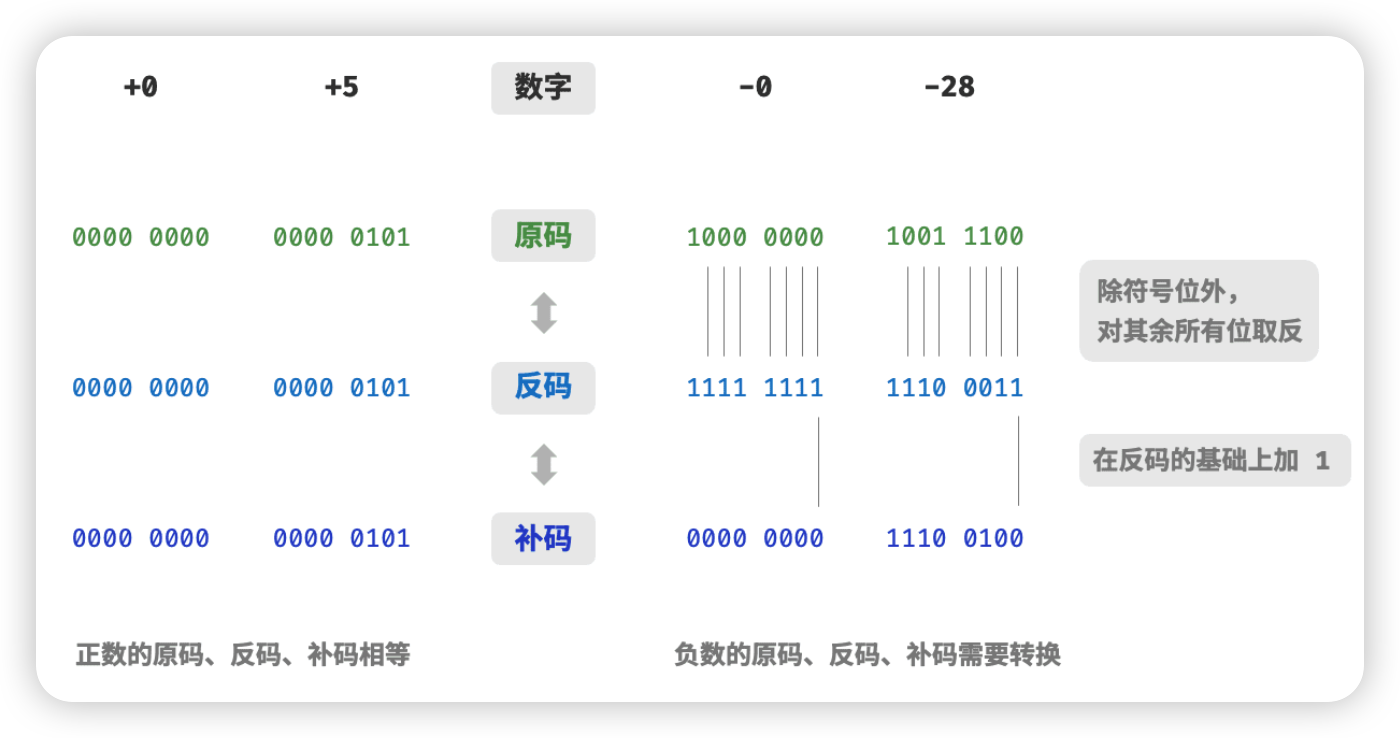 +0 +5 数字 -0 -28
0000 0000 0000 0101 原码 1000 0000 1001 1100
除符号位外，
对其余所有位取反
0000 0000 0000 0101 反码 1111 1111 1110 0011
在反码的基础上加 1
0000 0000 0000 0101 补码 0000 0000 1110 0100
正数的原码、反码、补码相等 负数的原码、反码、补码需要转换